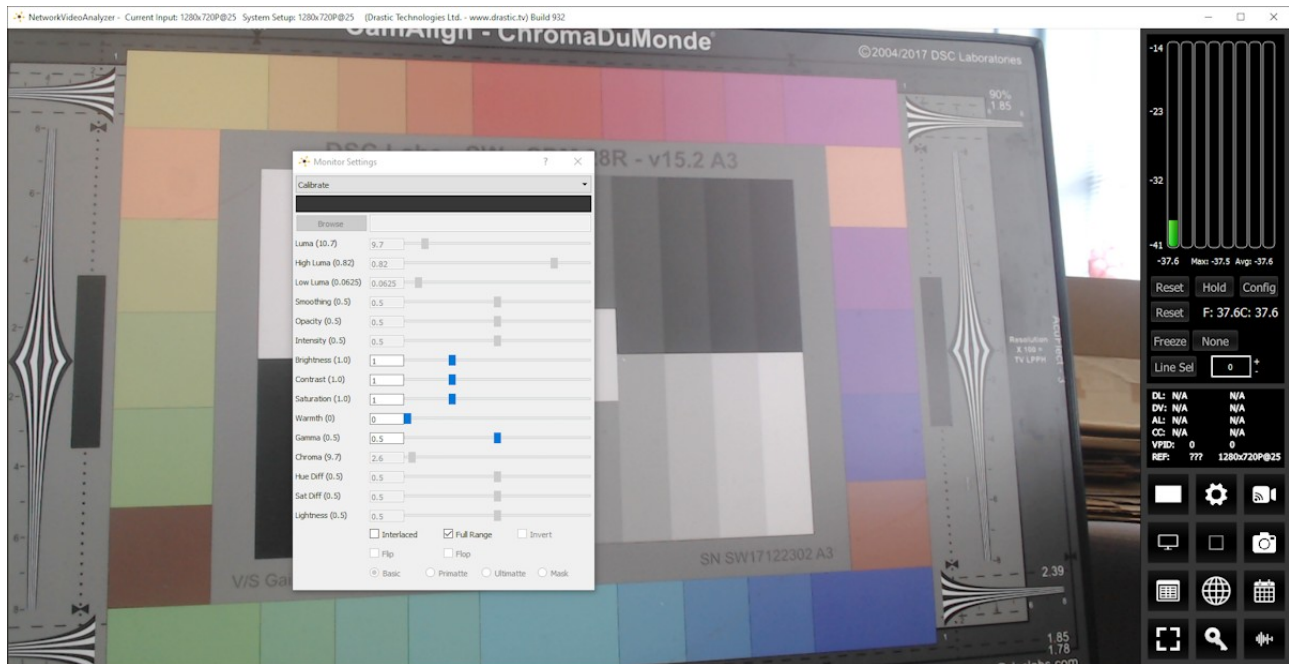 NetworkVideoAnalyzer - Current Input: 1280x720P@25 System Setup: 1280x720P@25 (Drastic Technologies Ltd. - www.drastic.tv) Build 932
CamAlign - ChromaDuMonde
©2004/2017 DSC Laboratories
90%
1.85
28R - v15.2 A3
Monitor Settings
Calibrate
Browse
Luma (10.7) 9.7
High Luma (0.82) 0.82
Low Luma (0.0625) 0.0625
Smoothing (0.5) 0.5
Opacity (0.5) 0.5
Intensity (0.5) 0.5
Brightness (1.0) 1
Contrast (1.0) 1
Saturation (1.0) 1
Warmth (0) 0
Gamma (0.5) 0.5
Chroma (9.7) 2.6
Hue Diff (0.5) 0.5
Sat Diff (0.5) 0.5
Lightness (0.5) 0.5
Interlaced Full Range Invert
Flip Flop
Basic Primatte Ultimatte Mask
Resolution
X 100 =
TV LPPH
V/S Ga
SN SW17122302 A3
2.39
1.85
1.78
-14
-23
-32
-41
-37.6 Max: -37.5 Avg: -37.6
Reset Hold Config
Reset F: 37.6C: 37.6
Freeze None
Line Sel 0 + -
DL: N/A N/A
DV: N/A N/A
AL: N/A N/A
CC: N/A N/A
VPID: 0 0
REF: ??? 1280x720P@25